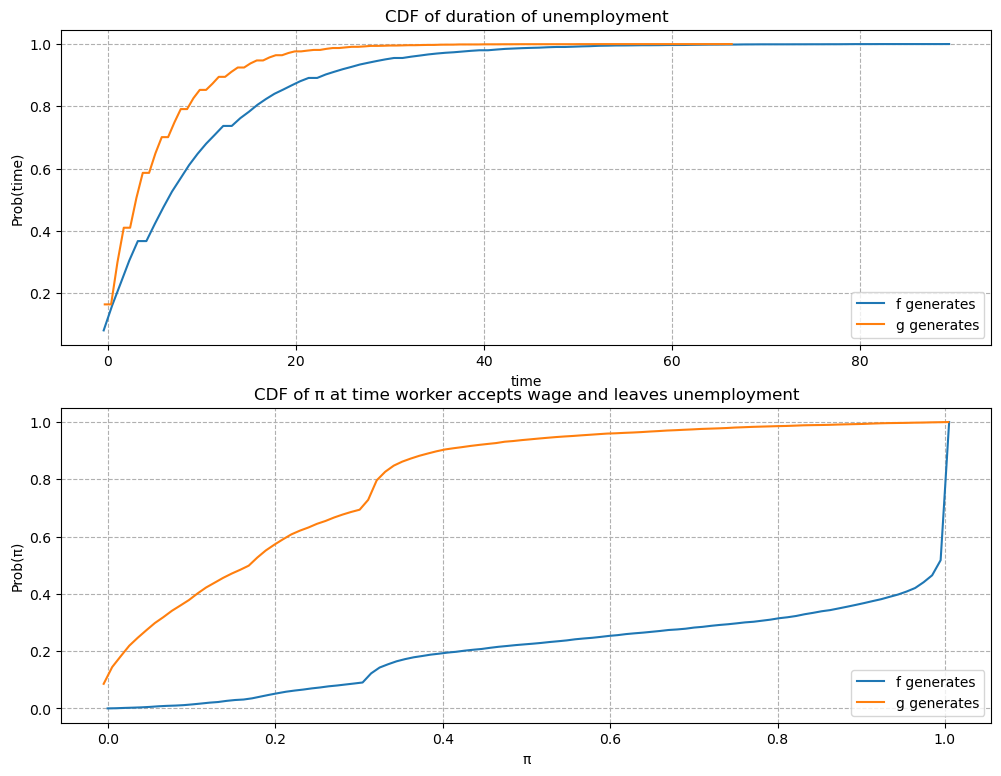 CDF of duration of unemployment
1.0
0.8
0.6
0.4
0.2
Prob(time)
f generates
g generates
0 20 40 60 80
time
CDF of π at time worker accepts wage and leaves unemployment
1.0
0.8
0.6
0.4
0.2
0.0
Prob(π)
f generates
g generates
0.0 0.2 0.4 0.6 0.8 1.0
π